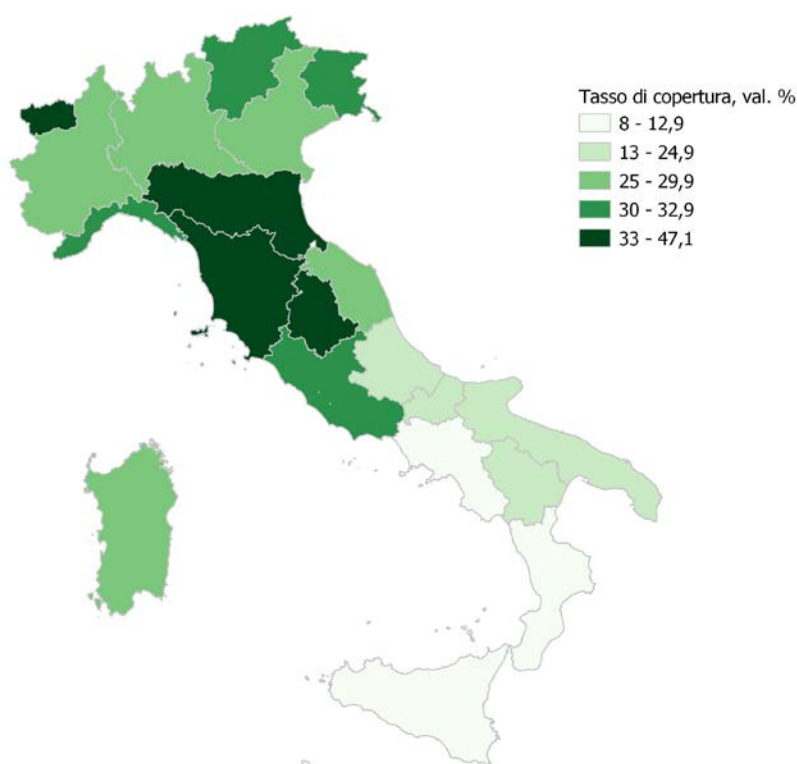 Tasso di copertura, val. %
8 - 12,9
13 - 24,9
25 - 29,9
30 - 32,9
33 - 47,1